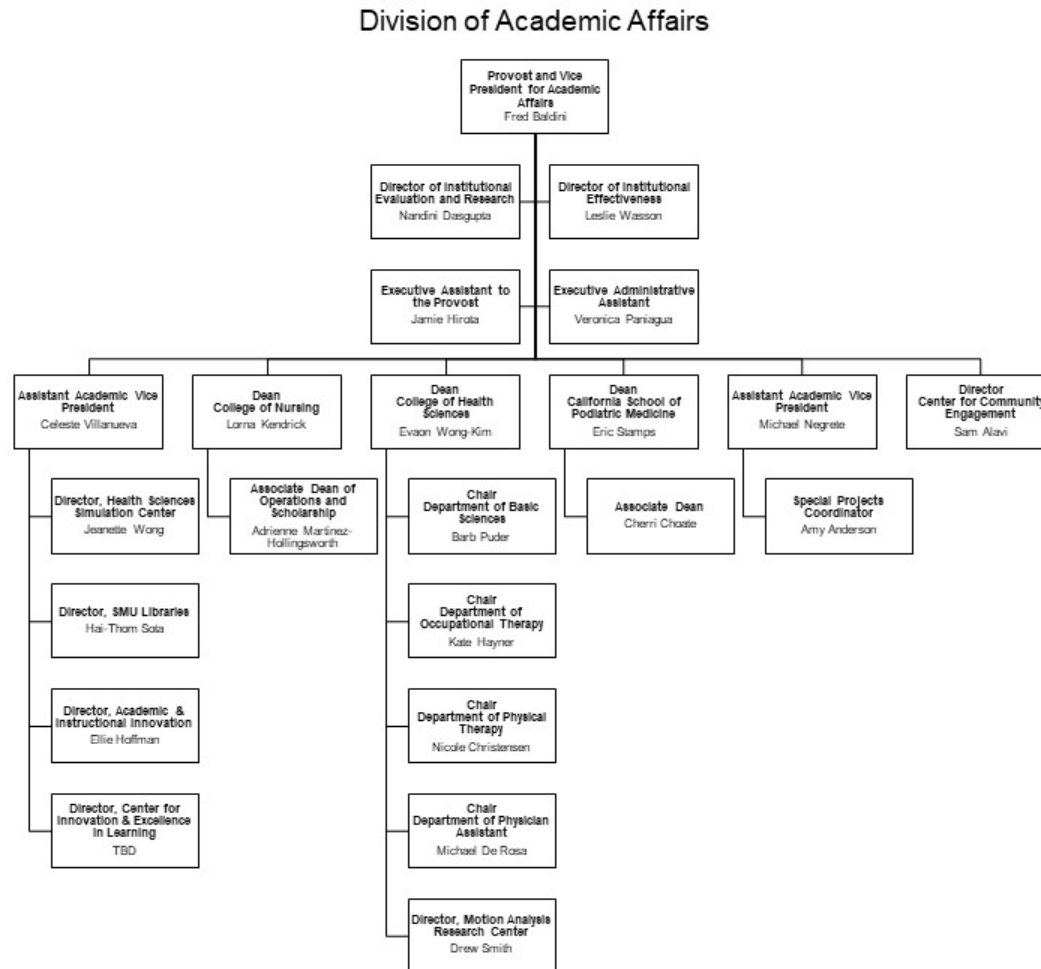 Division of Academic Affairs
Provost and Vice
President for Academic
Affairs
Fred Baldini
Director of Institutional
Evaluation and Research
Nandini Dasgupta
Director of Institutional
Effectiveness
Leslie Wasson
Executive Assistant to
the Provost
Jamie Hirota
Executive Administrative
Assistant
Veronica Paniagua
Assistant Academic Vice
President
Celeste Villanueva
Dean
College of Nursing
Lorna Kendrick
Dean
College of Health
Sciences
Evaon Wong-Kim
Dean
California School of
Podiatric Medicine
Eric Stamps
Assistant Academic Vice
President
Michael Negrete
Director
Center for Community
Engagement
Sam Alavi
Director, Health Sciences
Simulation Center
Jeanette Wong
Associate Dean of
Operations and
Scholarship
Adrienne Martinez-
Hollingsworth
Chair
Department of Basic
Sciences
Barb Puder
Associate Dean
Cherri Choate
Special Projects
Coordinator
Amy Anderson
Director, SMU Libraries
Hai-Thom Sota
Chair
Department of
Occupational Therapy
Kate Hayner
Director, Academic &
Instructional Innovation
Ellie Hoffman
Chair
Department of Physical
Therapy
Nicole Christensen
Director, Center for
Innovation & Excellence
in Learning
TBD
Chair
Department of Physician
Assistant
Michael De Rosa
Director, Motion Analysis
Research Center
Drew Smith